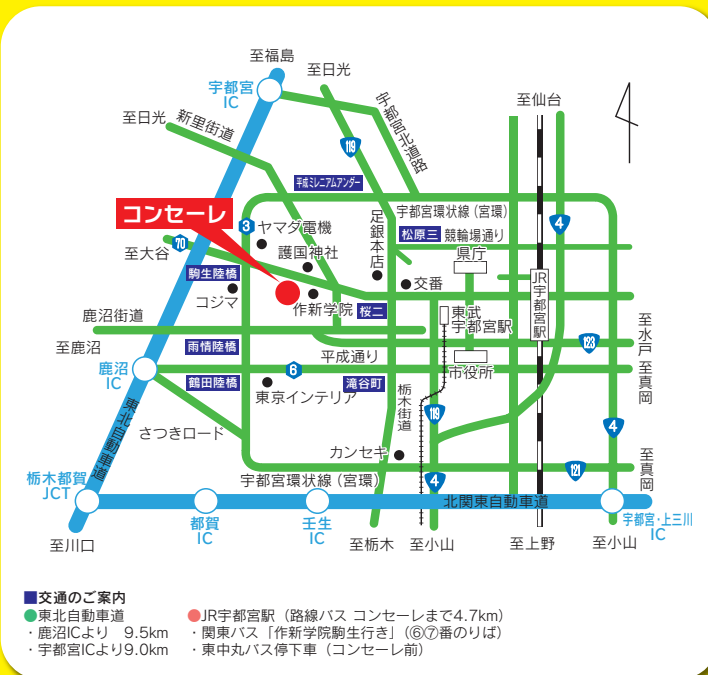 至福島
至日光
宇都宮
IC
宇都宮北道路
至仙台
至日光
新里街道
119
平成ミレニアムアンダー
コンセーレ
3
ヤマダ電機
足銀本店
宇都宮環状線(宮環)
4
松原三
競輪場通り
70
至大谷
護国神社
県庁
駒生陸橋
コジマ
交番
JR宇都宮駅
作新学院
桜二
東武
宇都宮駅
鹿沼街道
至水戸
至鹿沼
雨情陸橋
平成通り
123
鹿沼
IC
6
市役所
至真岡
鶴田陸橋
東京インテリア
滝谷町
栃木街道
119
東北自動車道
さつきロード
カンセキ
4
至真岡
宇都宮環状線(宮環)
4
121
栃木都賀
JCT
北関東自動車道
都賀
IC
壬生
IC
宇都宮・上三川
IC
至川口
至栃木
至小山
至上野
至小山
■交通のご案内
●東北自動車道
・鹿沼ICより 9.5km
・宇都宮ICより9.0km
●JR宇都宮駅(路線バス コンセーレまで4.7km)
・関東バス「作新学院駒生行き」(⑥⑦番のりば)
・東中丸バス停下車(コンセーレ前)